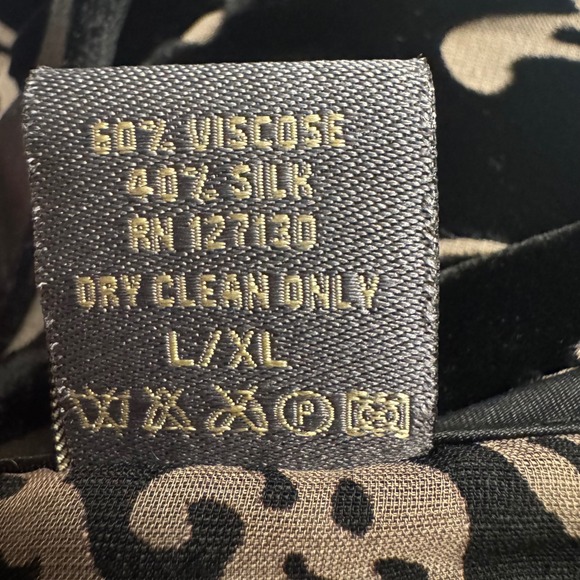 60% VISCOSE
40% SILK
RN 127130
DRY CLEAN ONLY
L/XL
P